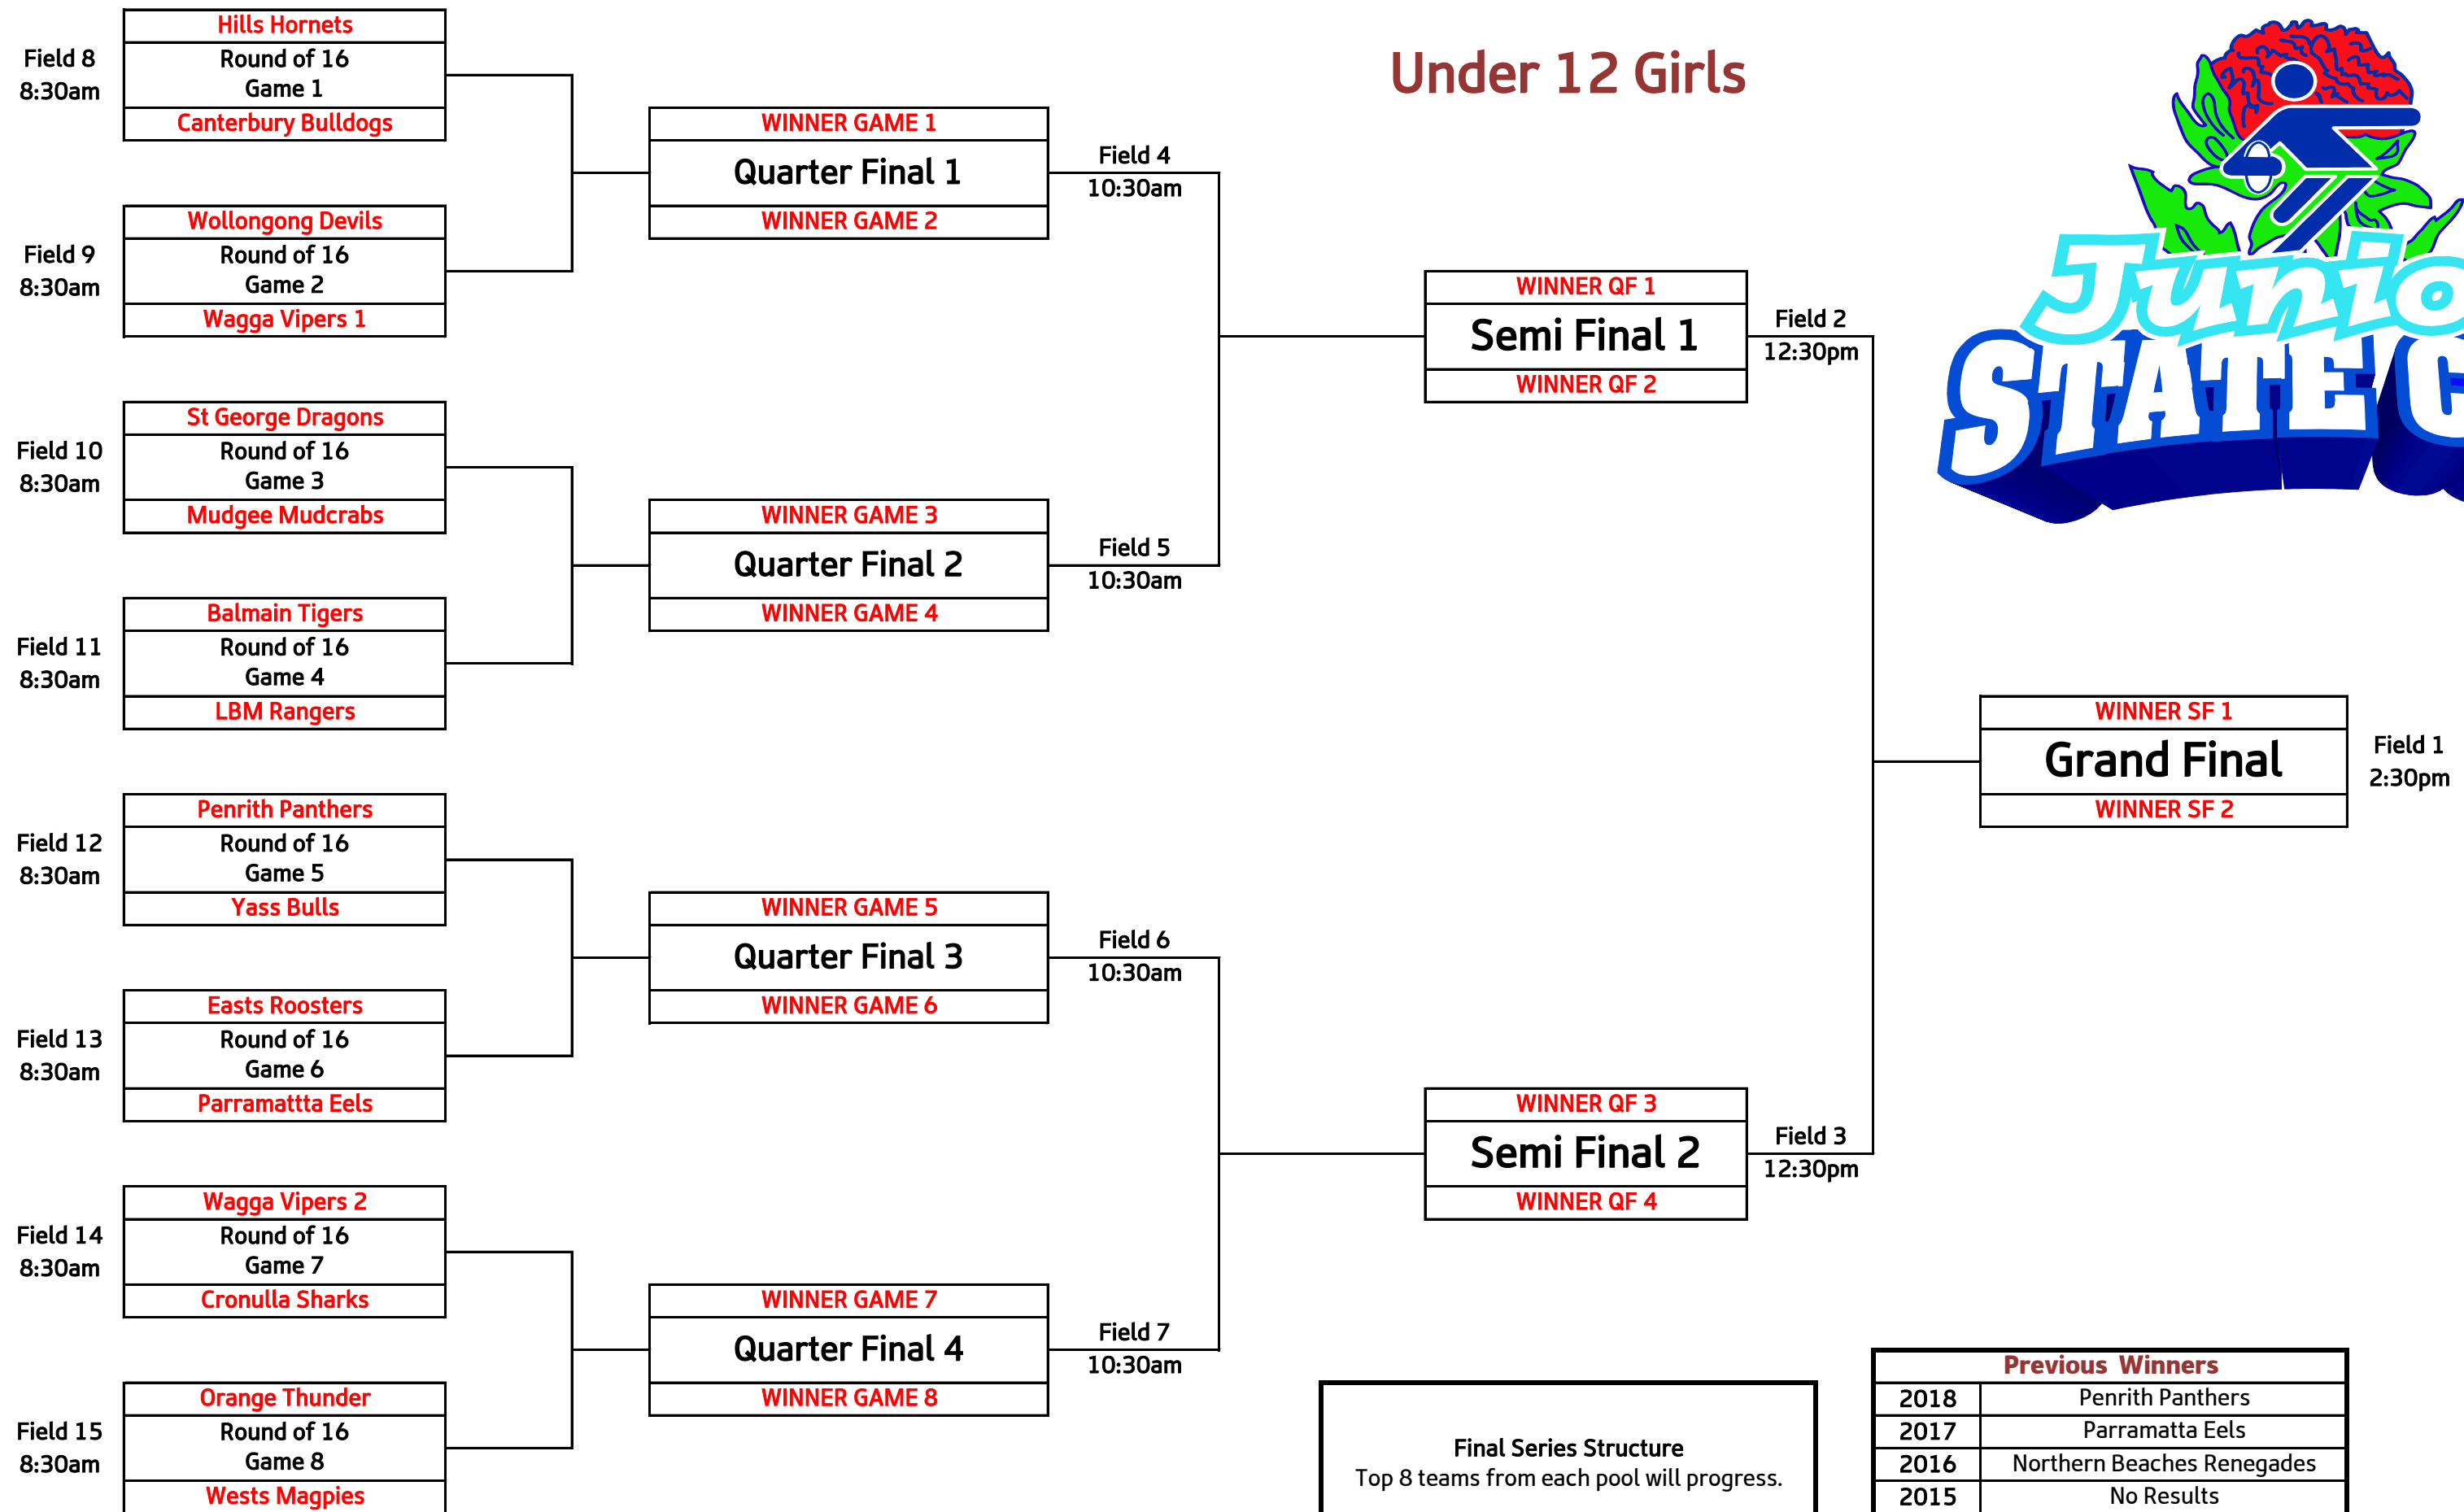 Under 12 Girls
Junio
STATE C
Field 8
8:30am
Hills Hornets
Round of 16
Game 1
Canterbury Bulldogs
Field 9
8:30am
Wollongong Devils
Round of 16
Game 2
Wagga Vipers 1
Field 10
8:30am
St George Dragons
Round of 16
Game 3
Mudgee Mudcrabs
Field 11
8:30am
Balmain Tigers
Round of 16
Game 4
LBM Rangers
Field 12
8:30am
Penrith Panthers
Round of 16
Game 5
Yass Bulls
Field 13
8:30am
Easts Roosters
Round of 16
Game 6
Parramattta Eels
Field 14
8:30am
Wagga Vipers 2
Round of 16
Game 7
Cronulla Sharks
Field 15
8:30am
Orange Thunder
Round of 16
Game 8
Wests Magpies
WINNER GAME 1
Quarter Final 1
WINNER GAME 2
Field 4
10:30am
WINNER GAME 3
Quarter Final 2
WINNER GAME 4
Field 5
10:30am
WINNER GAME 5
Quarter Final 3
WINNER GAME 6
Field 6
10:30am
WINNER GAME 7
Quarter Final 4
WINNER GAME 8
Field 7
10:30am
WINNER QF 1
Semi Final 1
WINNER QF 2
Field 2
12:30pm
WINNER QF 3
Semi Final 2
WINNER QF 4
Field 3
12:30pm
WINNER SF 1
Grand Final
WINNER SF 2
Field 1
2:30pm
Final Series Structure
Top 8 teams from each pool will progress.
Previous Winners
2018 Penrith Panthers
2017 Parramatta Eels
2016 Northern Beaches Renegades
2015 No Results